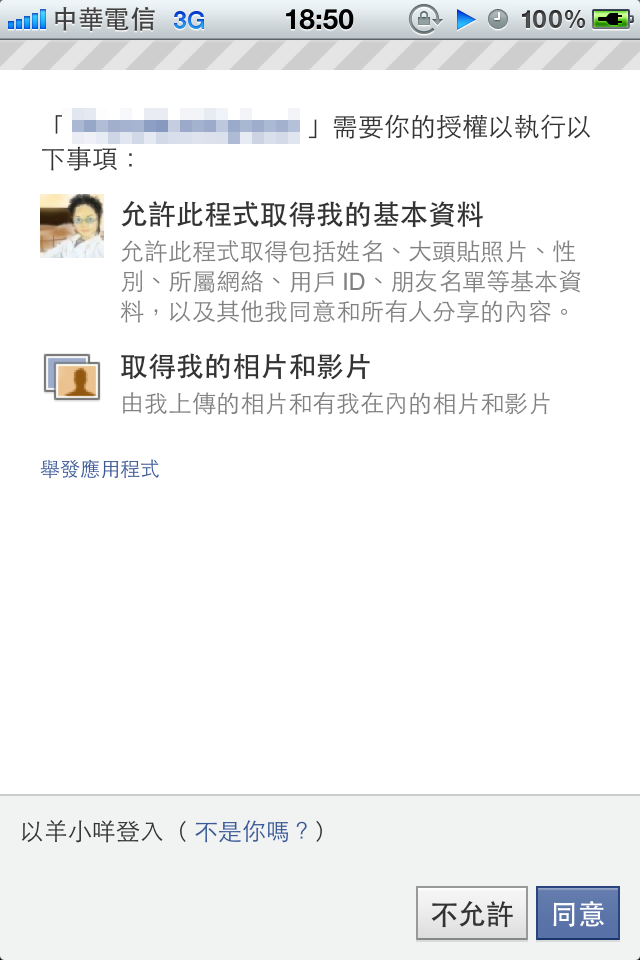 中華電信 3G 18:50 100%
「 」需要你的授權以執行以
下事項：
允許此程式取得我的基本資料
允許此程式取得包括姓名、大頭貼照片、性
別、所屬網絡、用戶 ID、朋友名單等基本資
料，以及其他我同意和所有人分享的內容。
取得我的相片和影片
由我上傳的相片和有我在內的相片和影片
舉發應用程式
以羊小咩登入（ 不是你嗎？）
不允許 同意